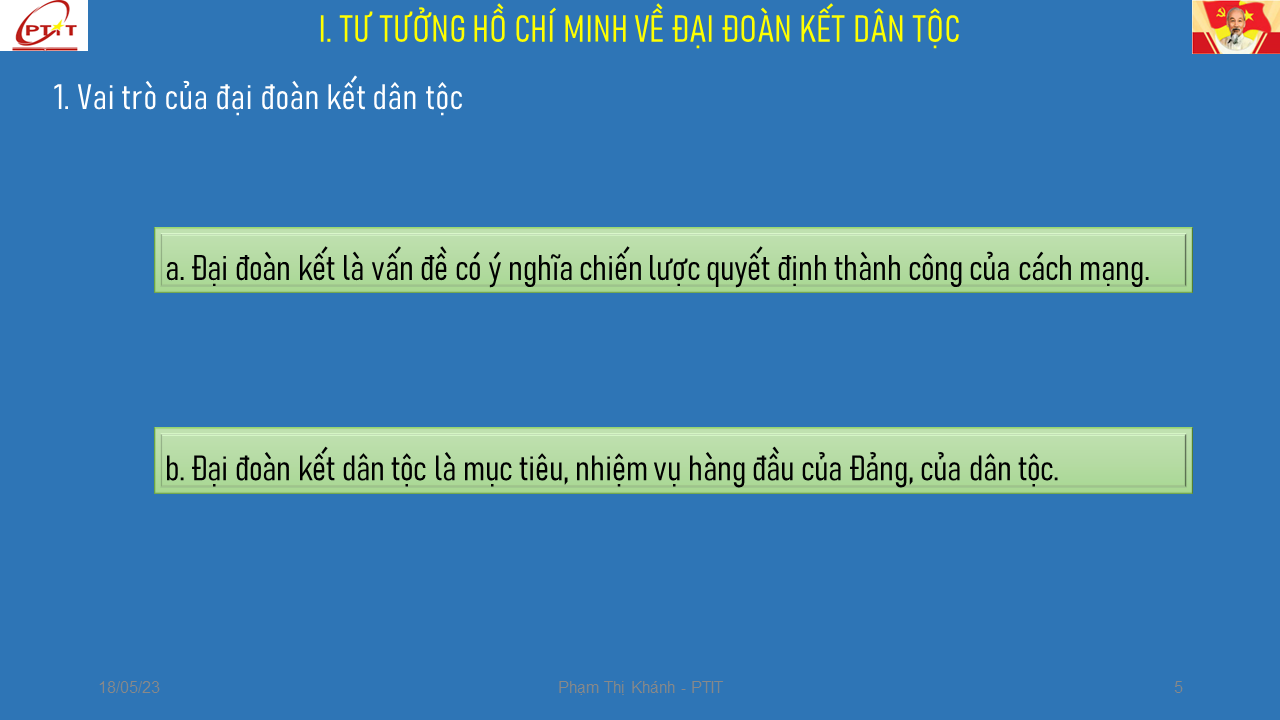 PTIT
I. TƯ TƯỞNG HỒ CHÍ MINH VỀ ĐẠI ĐOÀN KẾT DÂN TỘC
1. Vai trò của đại đoàn kết dân tộc
a. Đại đoàn kết là vấn đề có ý nghĩa chiến lược quyết định thành công của cách mạng.
b. Đại đoàn kết dân tộc là mục tiêu, nhiệm vụ hàng đầu của Đảng, của dân tộc.
18/05/23
Phạm Thị Khánh - PTIT
5